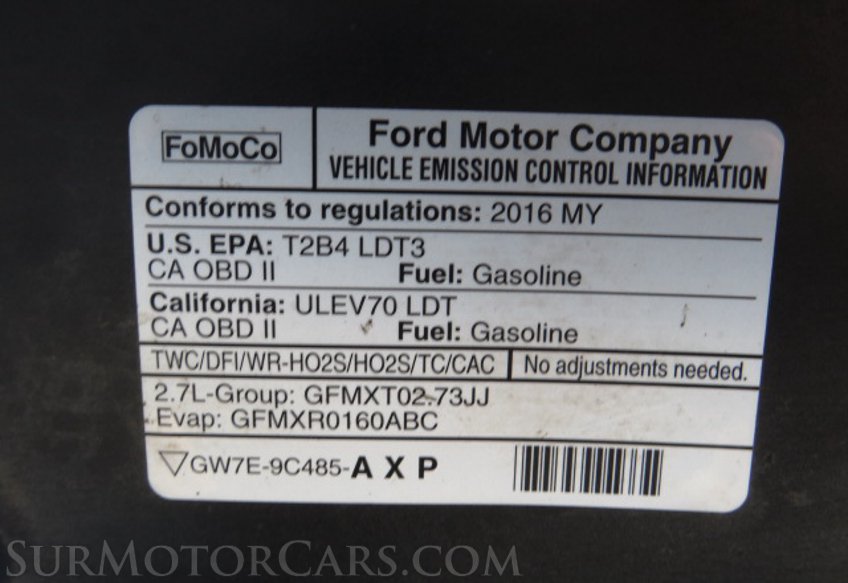 FoMoCo
Ford Motor Company
VEHICLE EMISSION CONTROL INFORMATION
Conforms to regulations: 2016 MY
U.S. EPA: T2B4 LDT3
CA OBD II Fuel: Gasoline
California: ULEV70 LDT
CA OBD II Fuel: Gasoline
TWC/DFI/WR-HO2S/HO2S/TC/CAC No adjustments needed.
2.7L-Group: GFMXT02.73JJ
Evap: GFMXR0160ABC
GW7E-9C485-A X P
SURMOTORCARS.COM